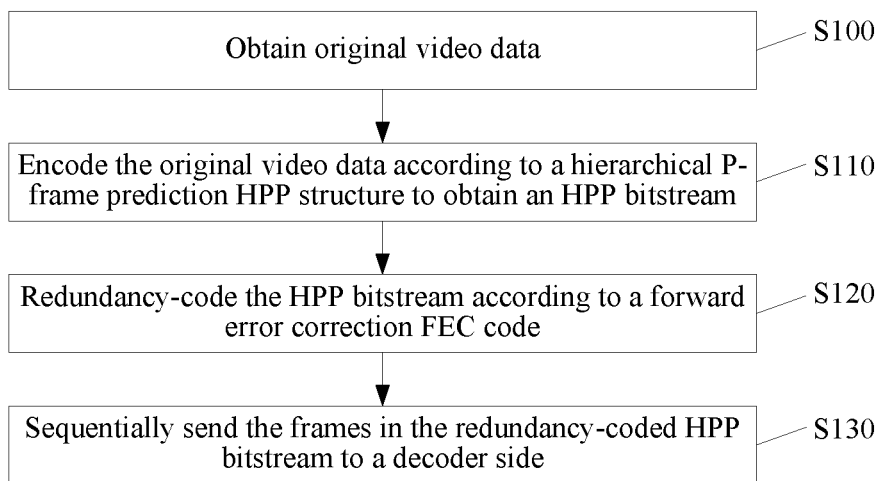 Obtain original video data
S100
Encode the original video data according to a hierarchical P-
frame prediction HPP structure to obtain an HPP bitstream
S110
Redundancy-code the HPP bitstream according to a forward
error correction FEC code
S120
Sequentially send the frames in the redundancy-coded HPP
bitstream to a decoder side
S130